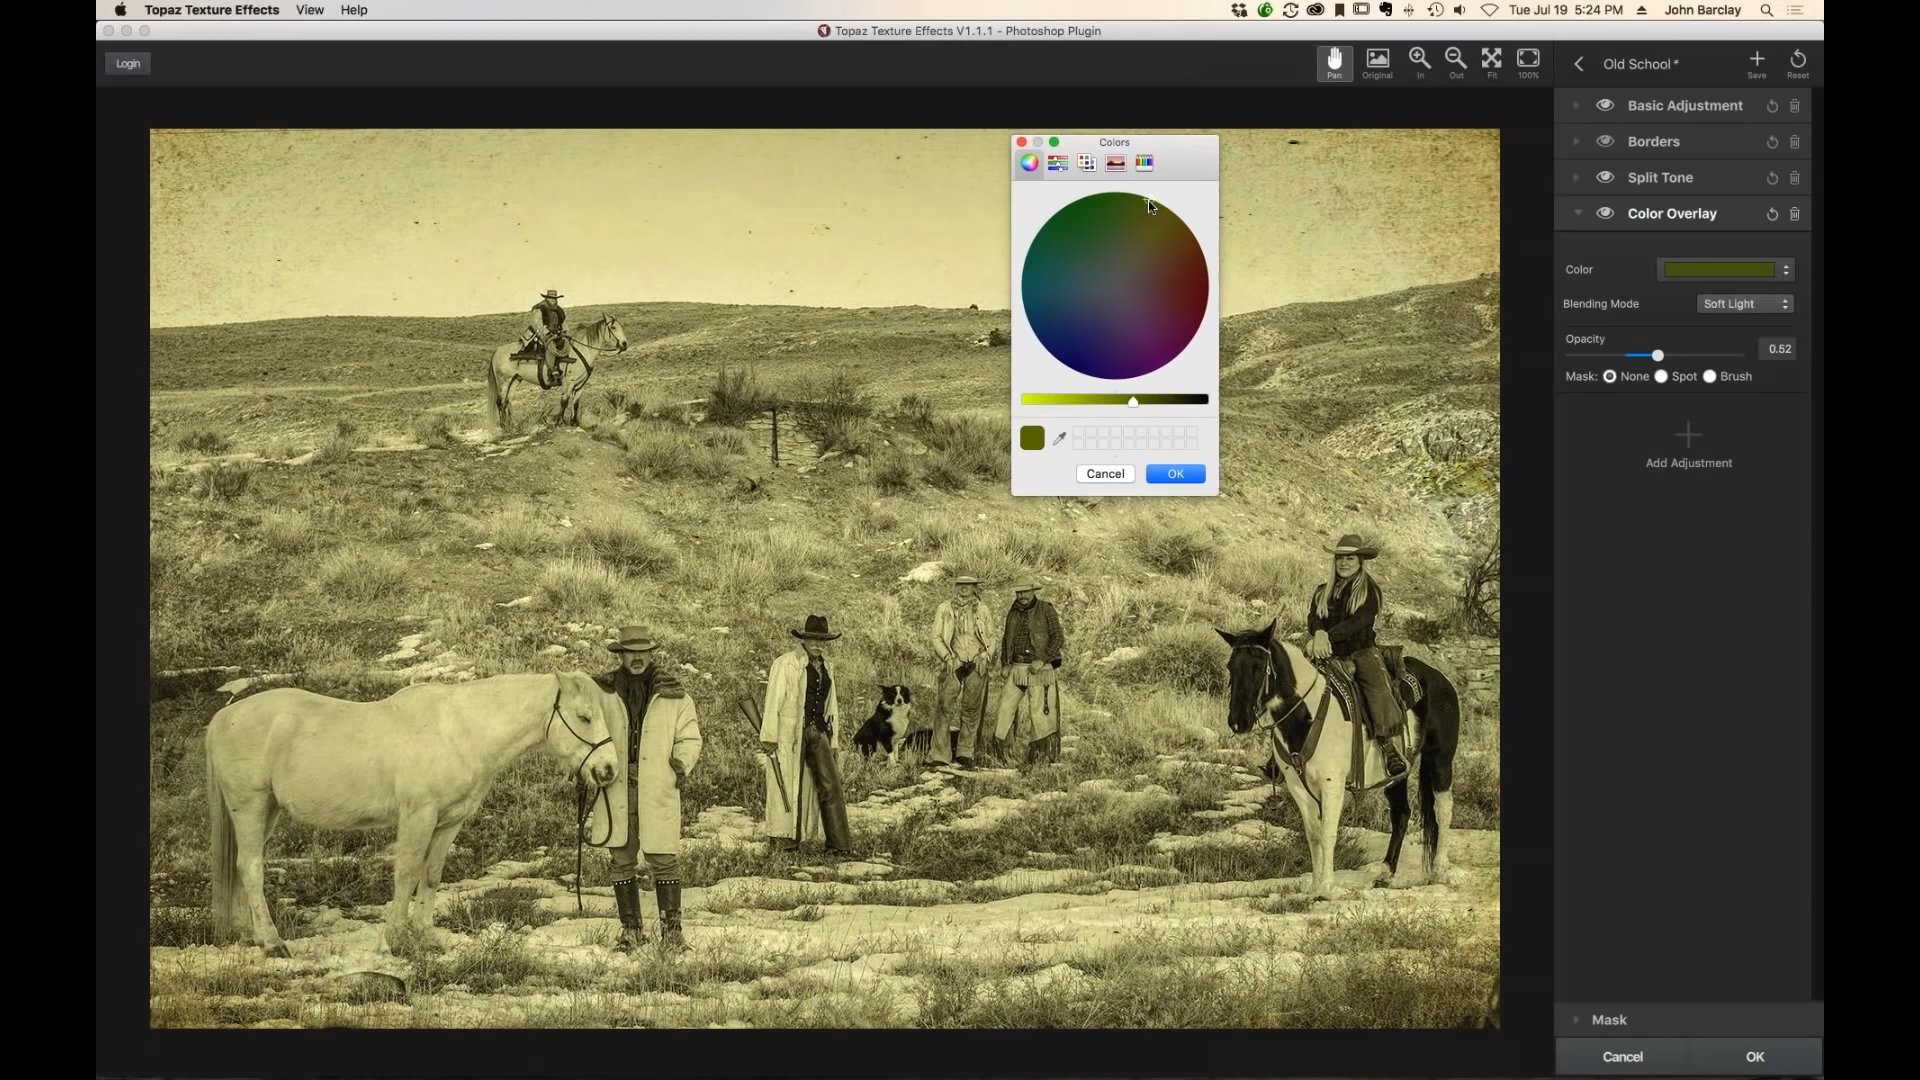 Topaz Texture Effects View Help Tue Jul 19 5:24 PM John Barclay
Topaz Texture Effects V1.1.1 - Photoshop Plugin
Login
Pan Original In Out Fit 100%
Old School*
Save Reset
Basic Adjustment
Borders
Split Tone
Color Overlay
Color
Blending Mode Soft Light
Opacity
0.52
Mask: None Spot Brush
Add Adjustment
Colors
Cancel OK
Mask
Cancel OK